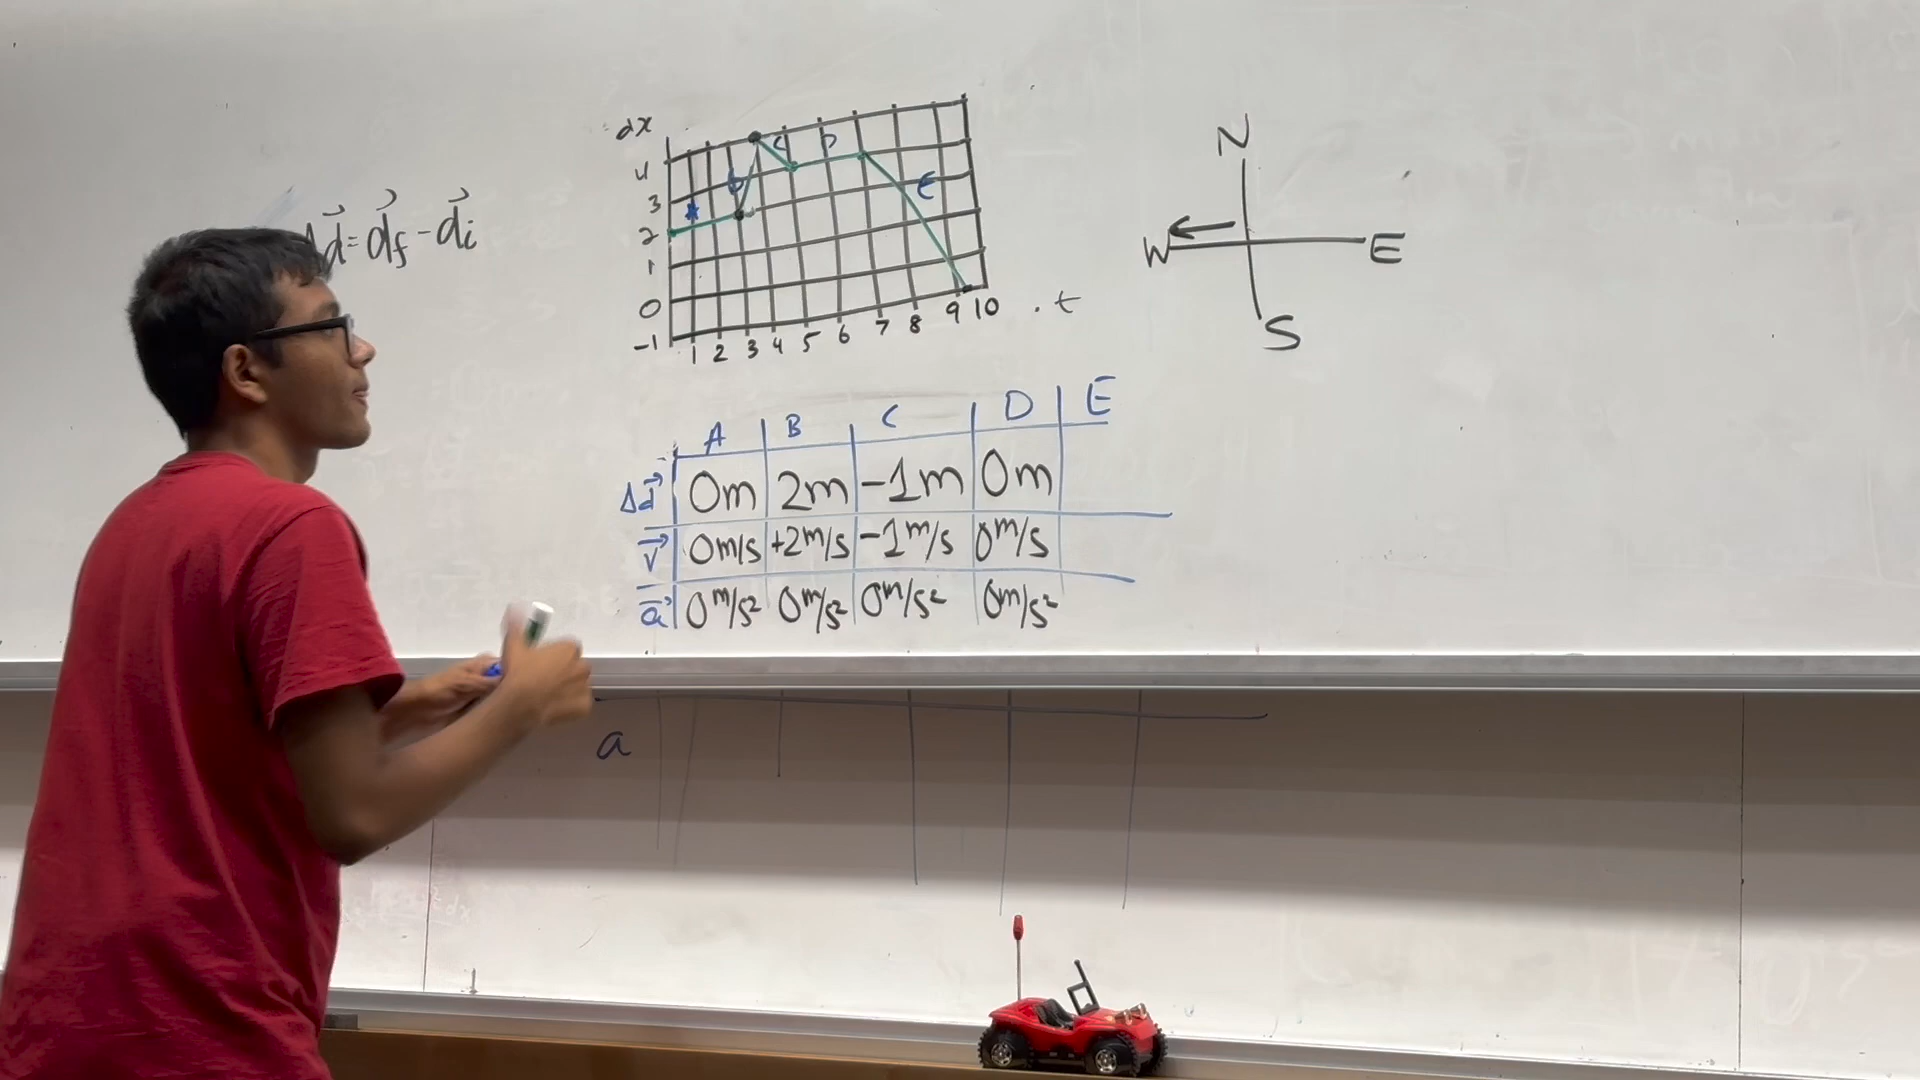 Δd⃗ = d⃗f - d⃗i
dx
4
3
2
1
0
-1
A
B
C
D
E
1 2 3 4 5 6 7 8 9 10 . t
N
W E
S
A B C D E
Δd⃗ 0m 2m -1m 0m
v⃗ 0m/s +2m/s -1m/s 0m/s
a⃗ 0m/s² 0m/s² 0m/s² 0m/s²
a